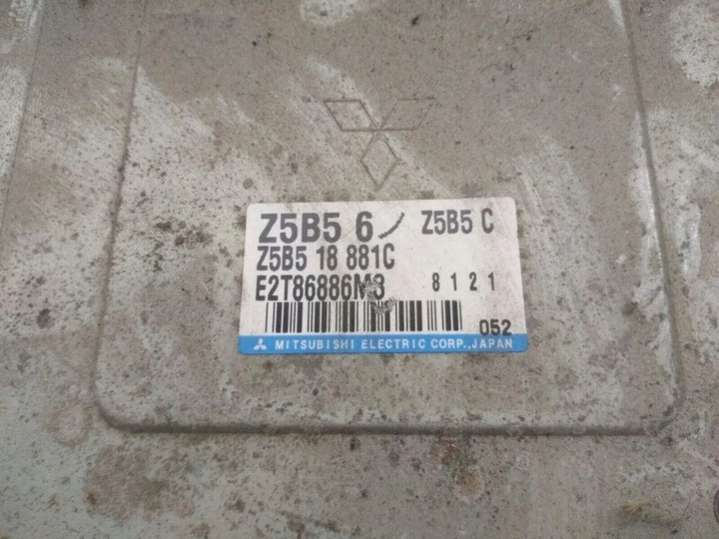 Z5B5 6 Z5B5 C
Z5B5 18 881C
E2T86886M3 8121
052
MITSUBISHI ELECTRIC CORP., JAPAN